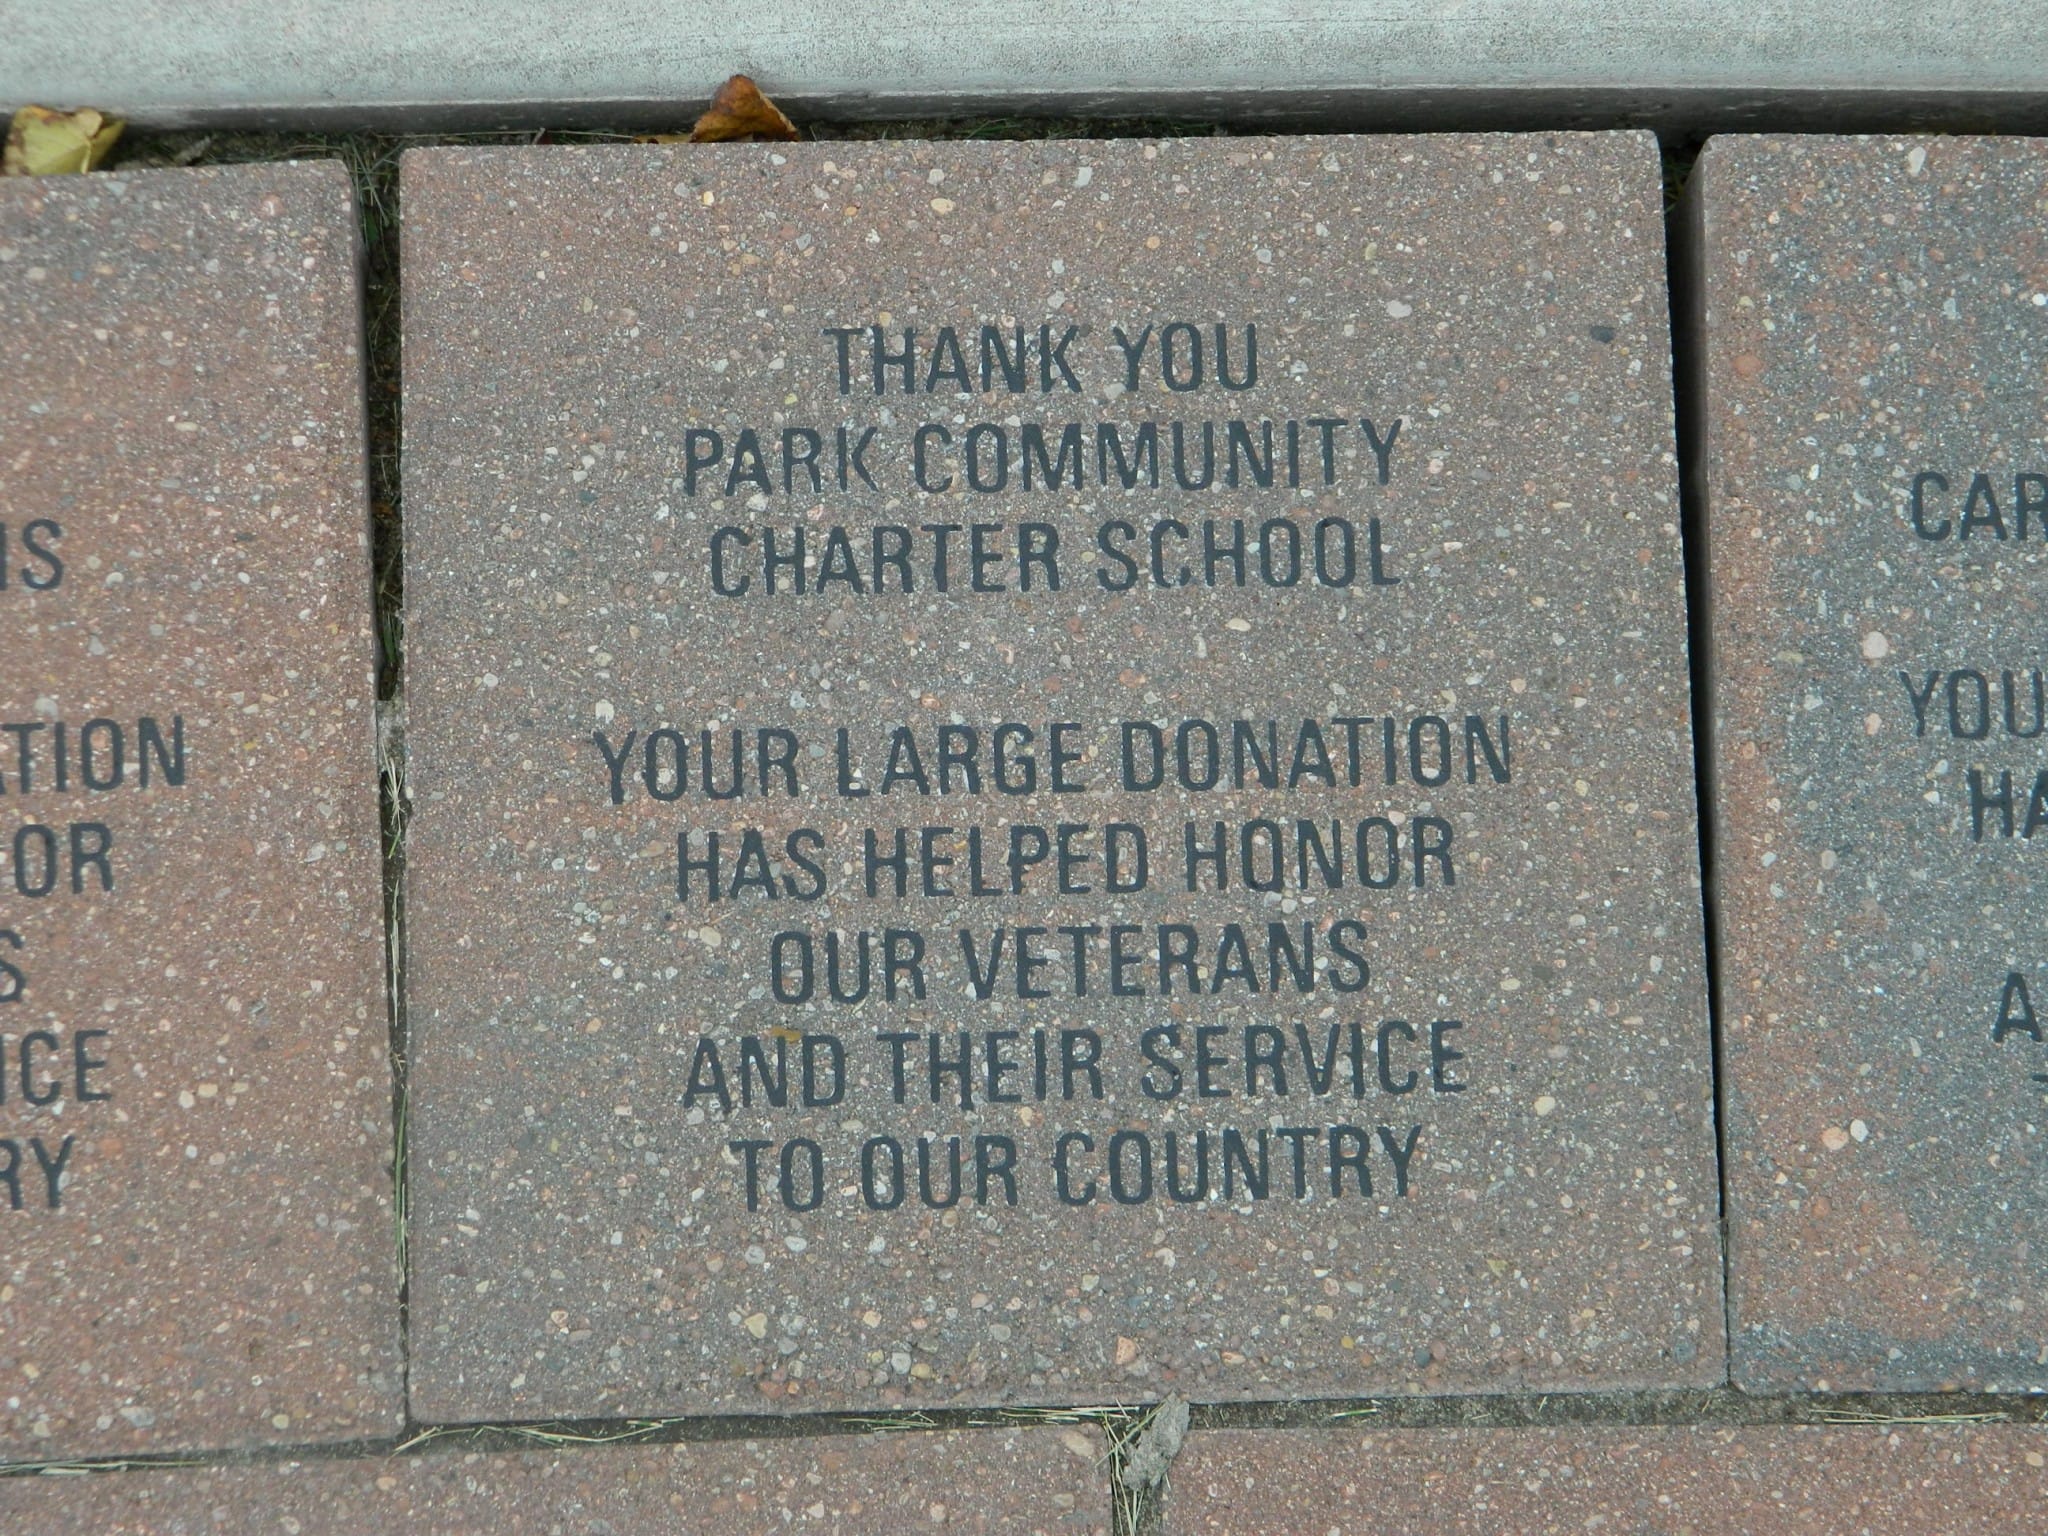 THANK YOU
PARK COMMUNITY
CHARTER SCHOOL
YOUR LARGE DONATION
HAS HELPED HONOR
OUR VETERANS
AND THEIR SERVICE
TO OUR COUNTRY